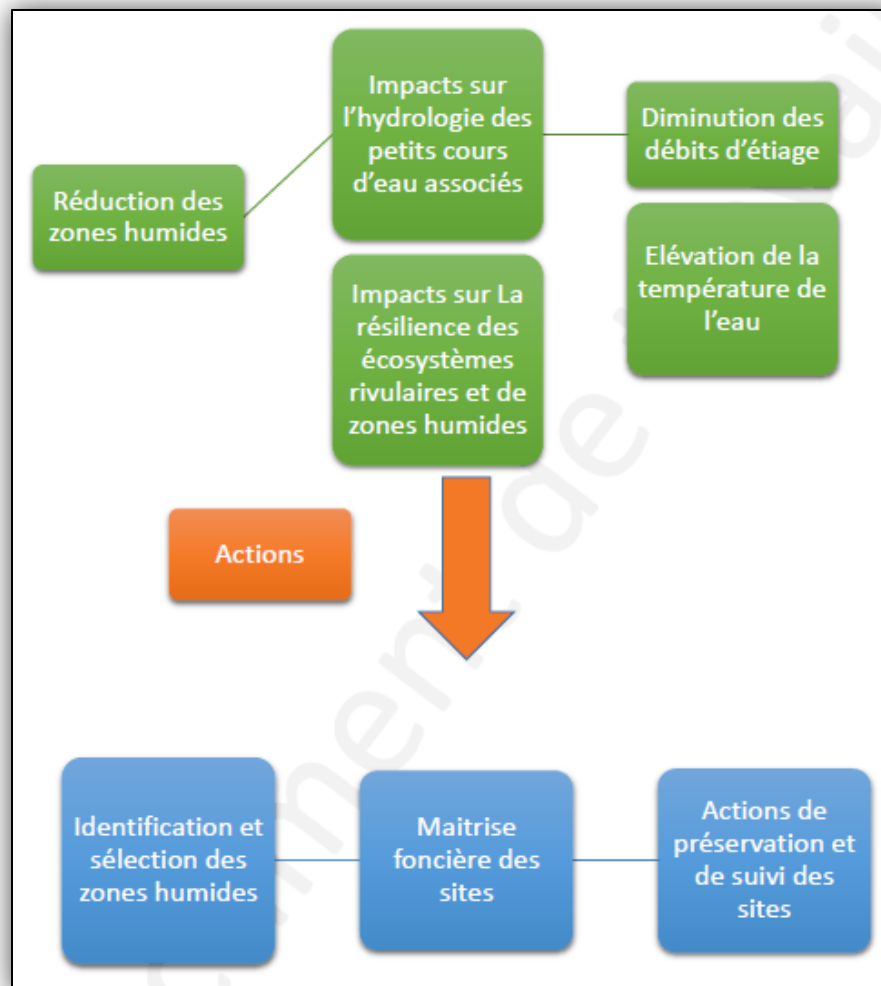 Réduction des
zones humides
Impacts sur
l'hydrologie des
petits cours
d'eau associés
Diminution des
débits d'étiage
Impacts sur La
résilience des
écosystèmes
rivulaires et de
zones humides
Elévation de la
température de
l'eau
Actions
Identification et
sélection des
zones humides
Maitrise
foncière des
sites
Actions de
préservation et
de suivi des
sites